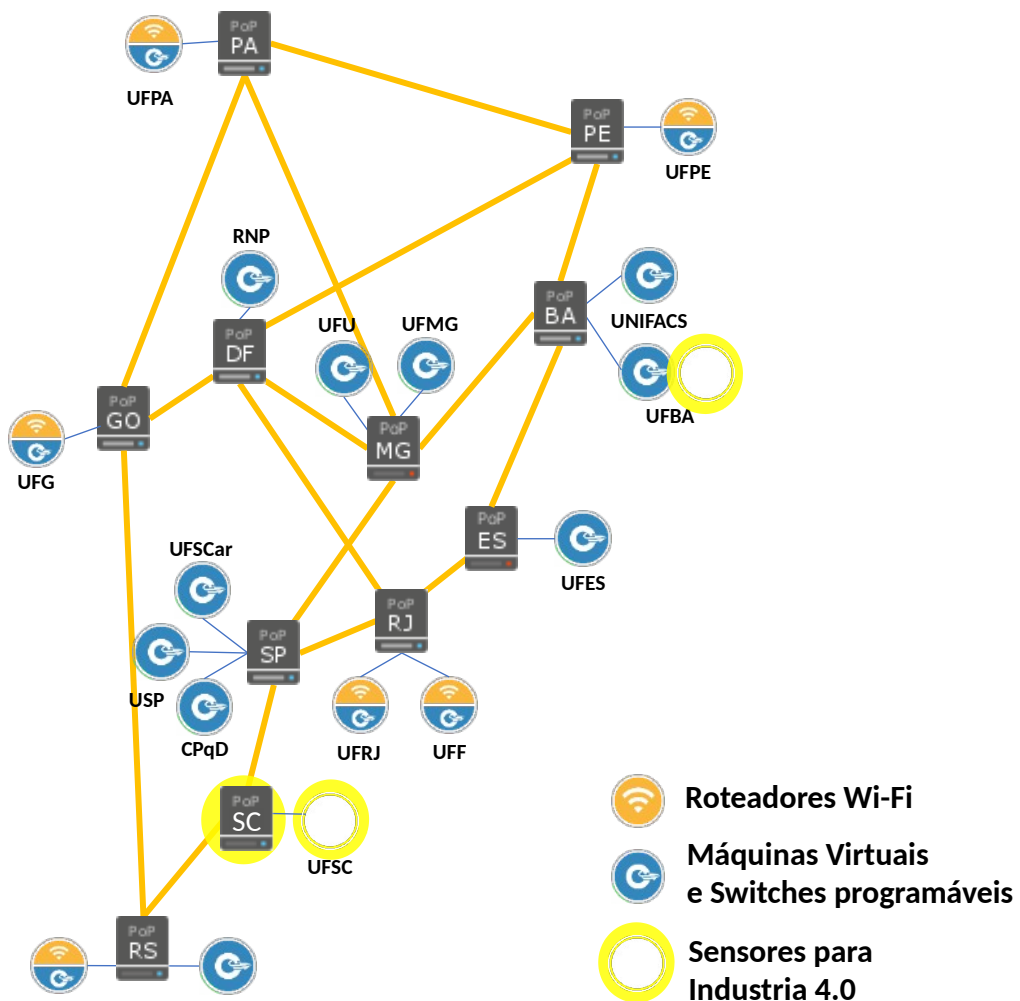 PoP
PA
UFPA
PoP
PE
UFPE
RNP
PoP
DF
UFU
UFMG
PoP
BA
UNIFACS
UFBA
PoP
GO
UFG
PoP
MG
PoP
ES
UFES
UFSCar
PoP
RJ
PoP
SP
USP
CPqD
UFRJ
UFF
PoP
SC
UFSC
PoP
RS
Roteadores Wi-Fi
Máquinas Virtuais
e Switches programáveis
Sensores para
Industria 4.0